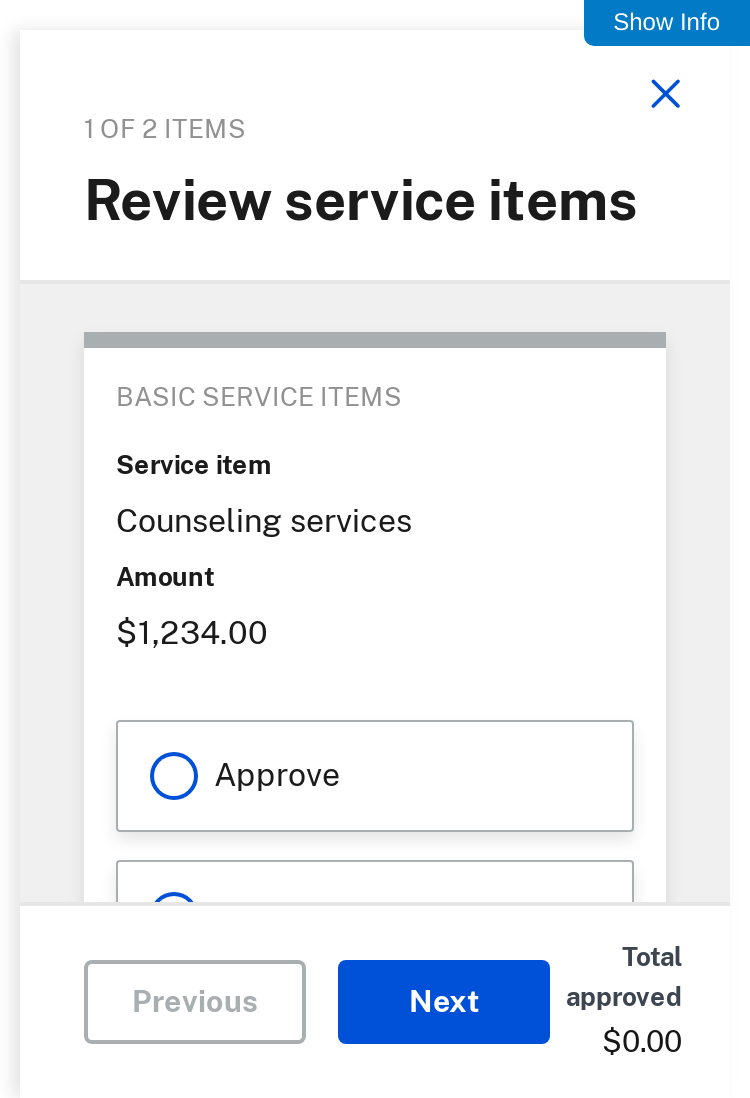 Show Info
1 OF 2 ITEMS
Review service items
BASIC SERVICE ITEMS
Service item
Counseling services
Amount
$1,234.00
Approve
Previous
Next
Total
approved
$0.00